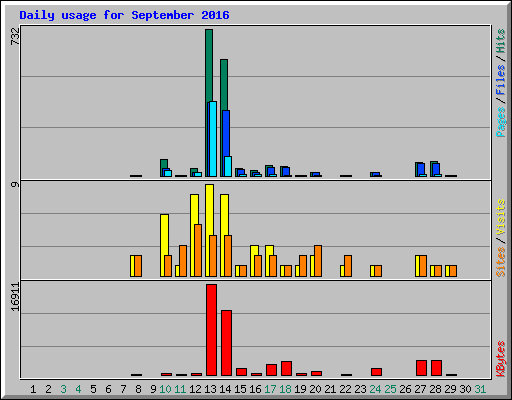 Daily usage for September 2016
732
Pages/Files/Hits
9
Sites/Visits
16911
KBytes
1 2 3 4 5 6 7 8 9 10 11 12 13 14 15 16 17 18 19 20 21 22 23 24 25 26 27 28 29 30 31